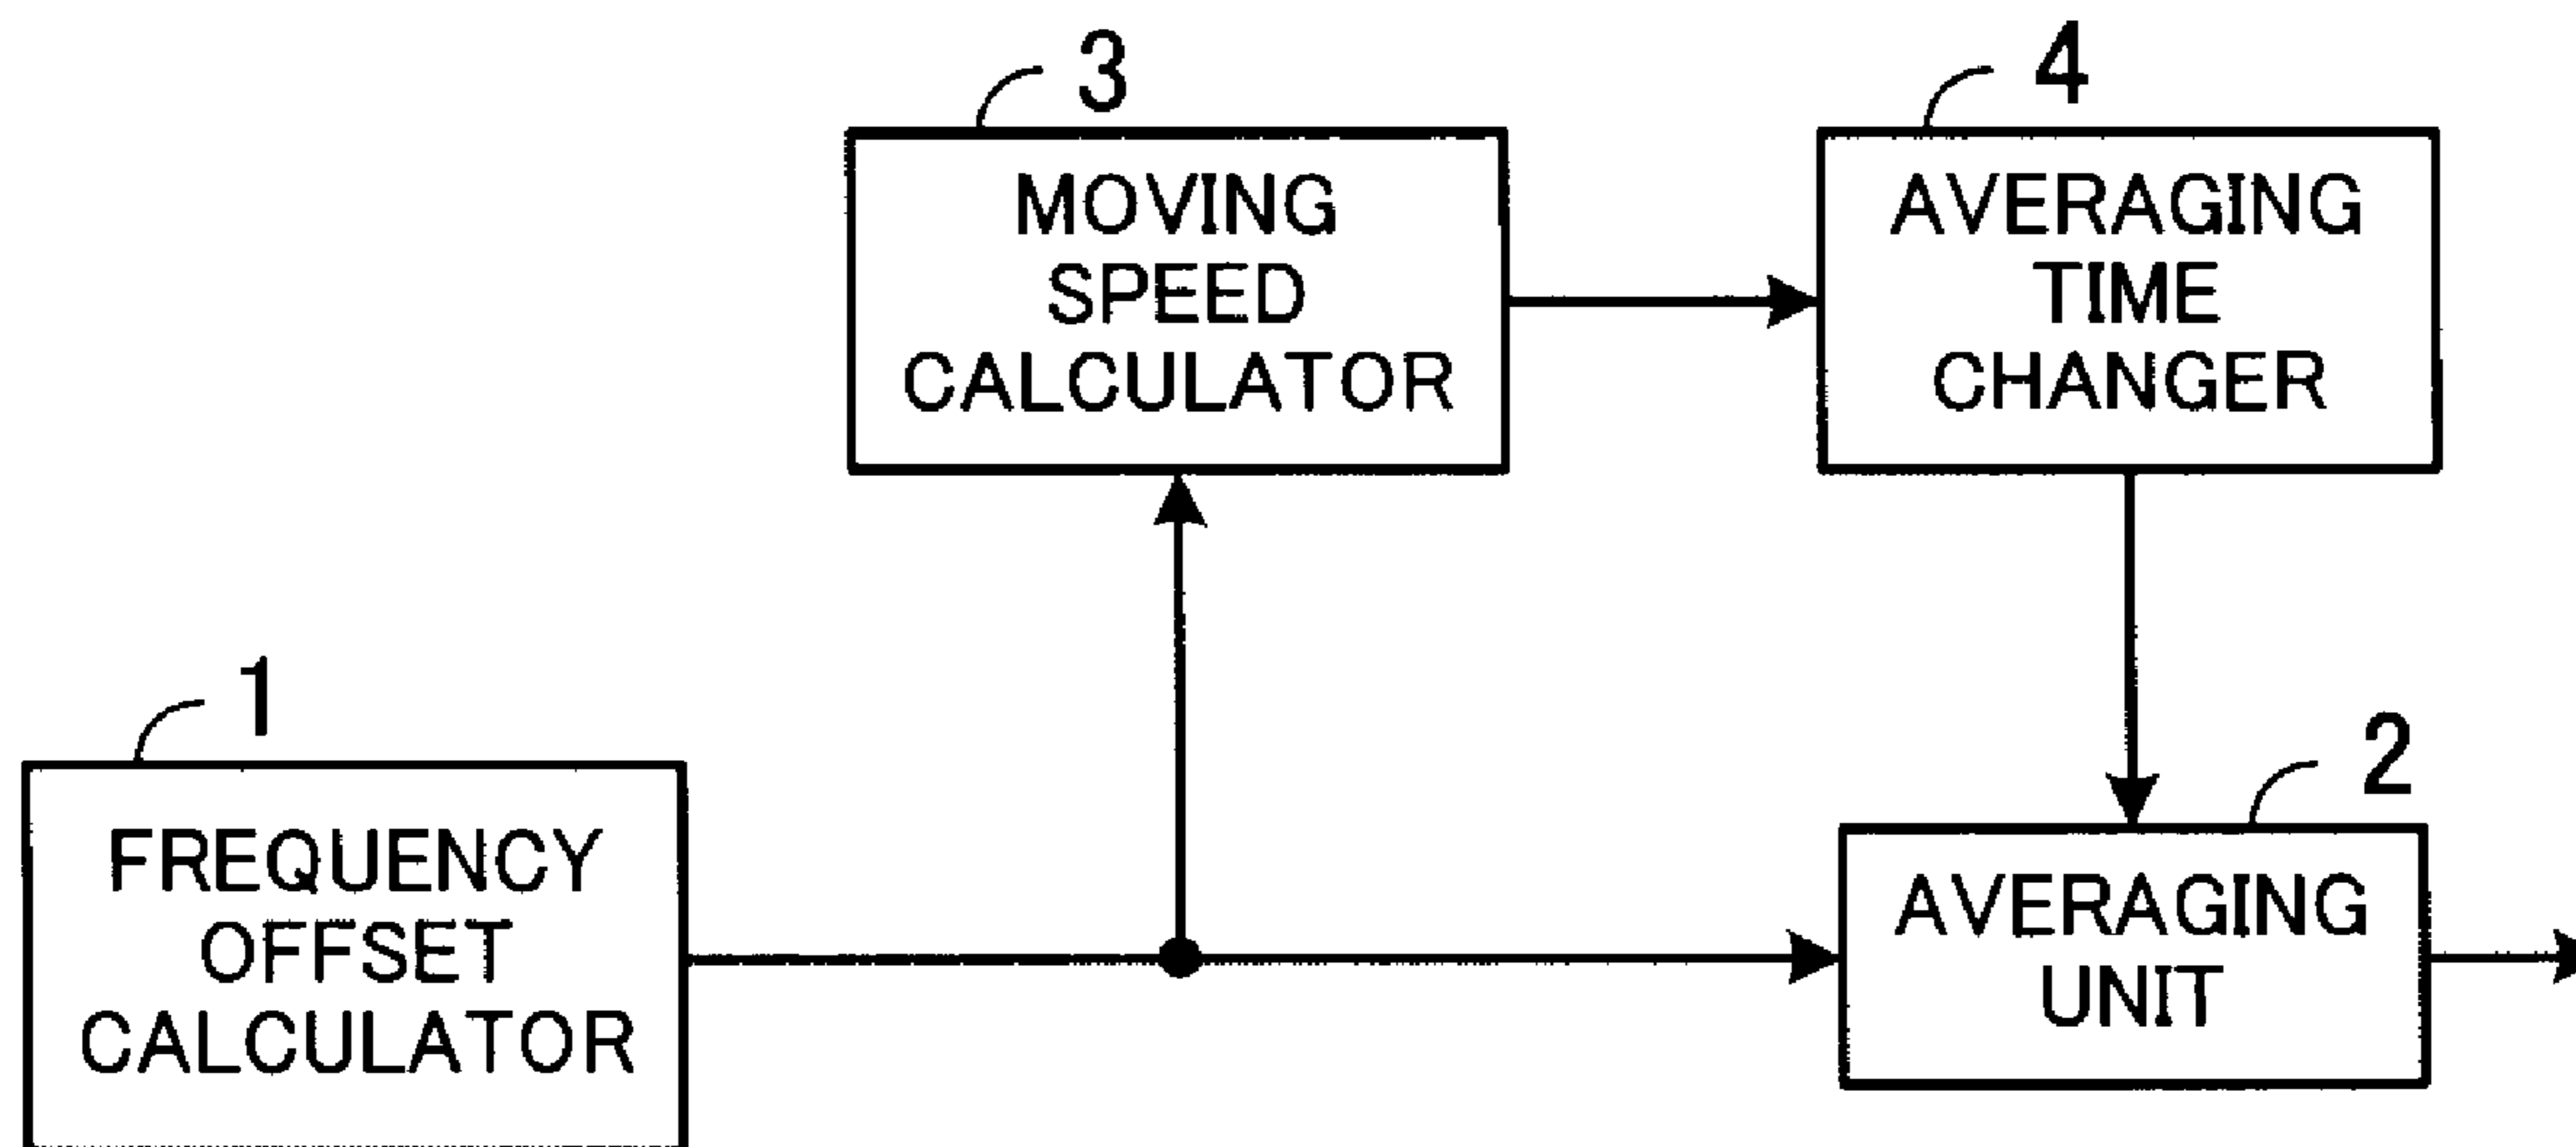 3
MOVING
SPEED
CALCULATOR
4
AVERAGING
TIME
CHANGER
1
FREQUENCY
OFFSET
CALCULATOR
2
AVERAGING
UNIT